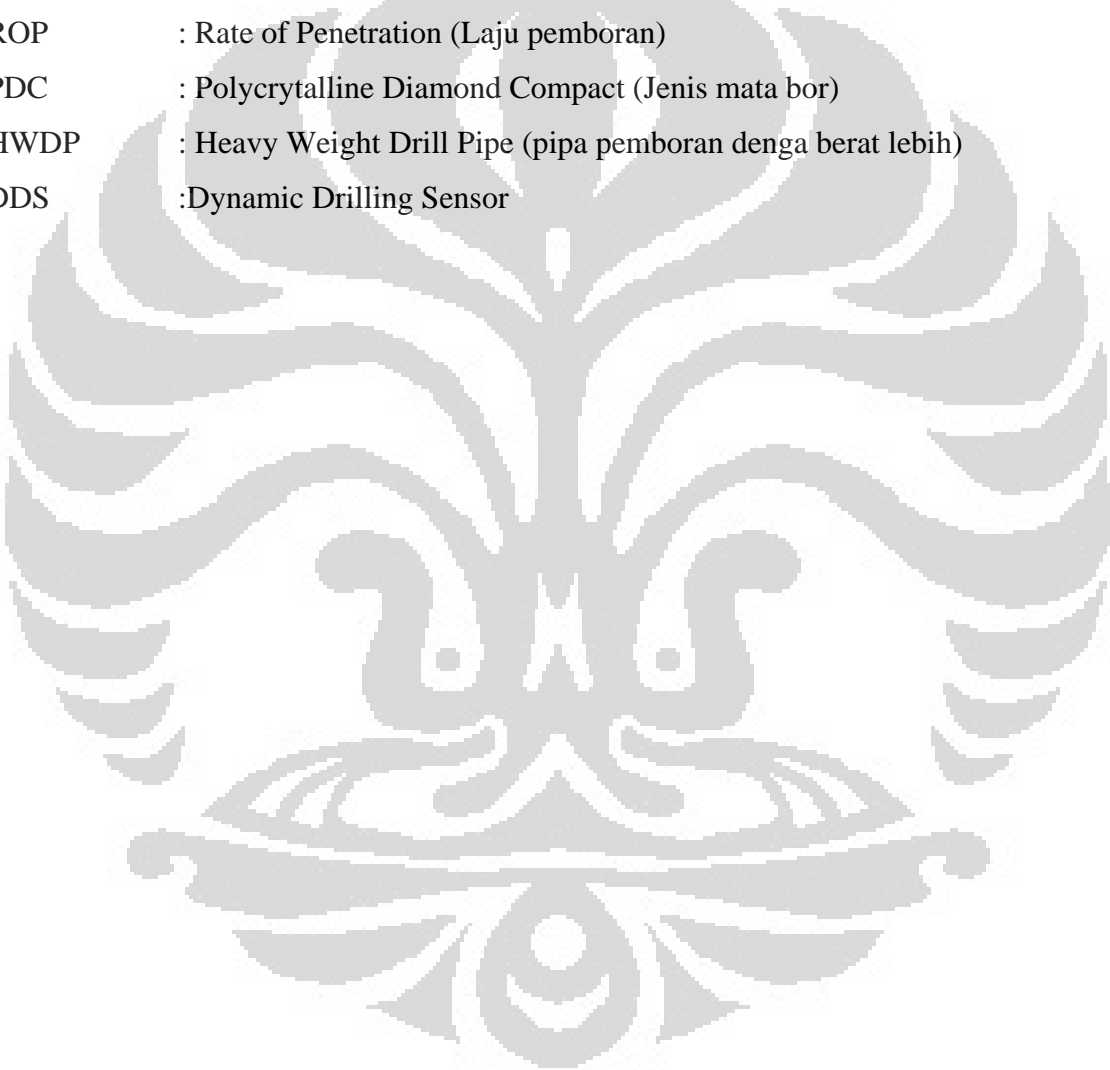 ROP : Rate of Penetration (Laju pemboran)
PDC : Polycrytalline Diamond Compact (Jenis mata bor)
HWDP : Heavy Weight Drill Pipe (pipa pemboran denga berat lebih)
DDS :Dynamic Drilling Sensor